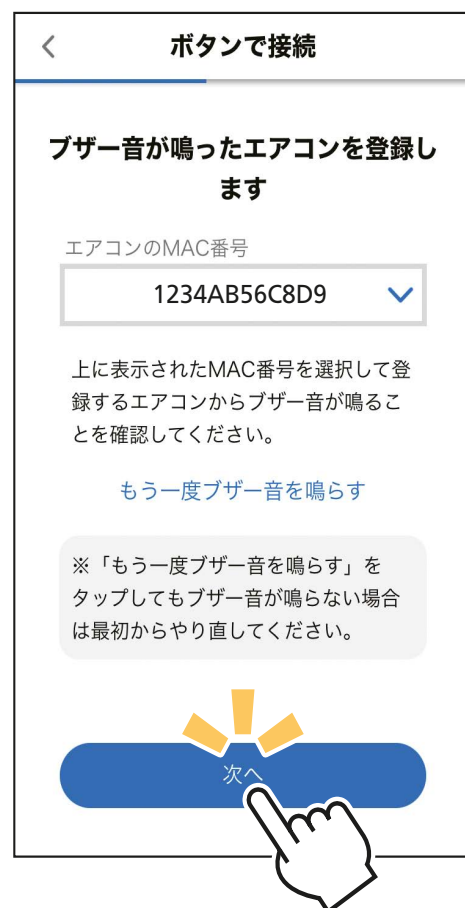 ボタンで接続
ブザー音が鳴ったエアコンを登録し
ます
エアコンのMAC番号
1234AB56C8D9
上に表示されたMAC番号を選択して登
録するエアコンからブザー音が鳴るこ
とを確認してください。
もう一度ブザー音を鳴らす
※「もう一度ブザー音を鳴らす」を
タップしてもブザー音が鳴らない場合
は最初からやり直してください。
次へ